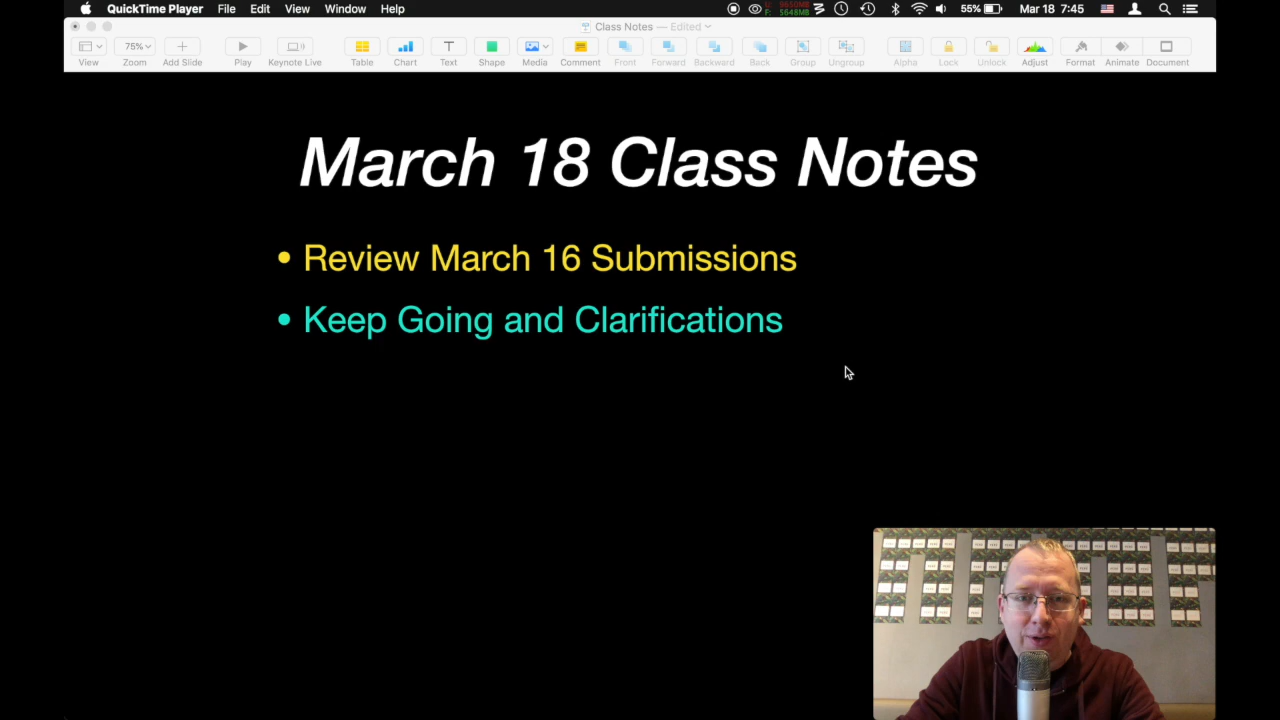 QuickTime Player File Edit View Window Help 9650MB F: 5648MB 55% Mar 18 7:45
Class Notes — Edited
75%
View Zoom Add Slide Play Keynote Live Table Chart Text Shape Media Comment Front Forward Backward Back Group Ungroup Alpha Lock Unlock Adjust Format Animate Document
March 18 Class Notes
• Review March 16 Submissions
• Keep Going and Clarifications